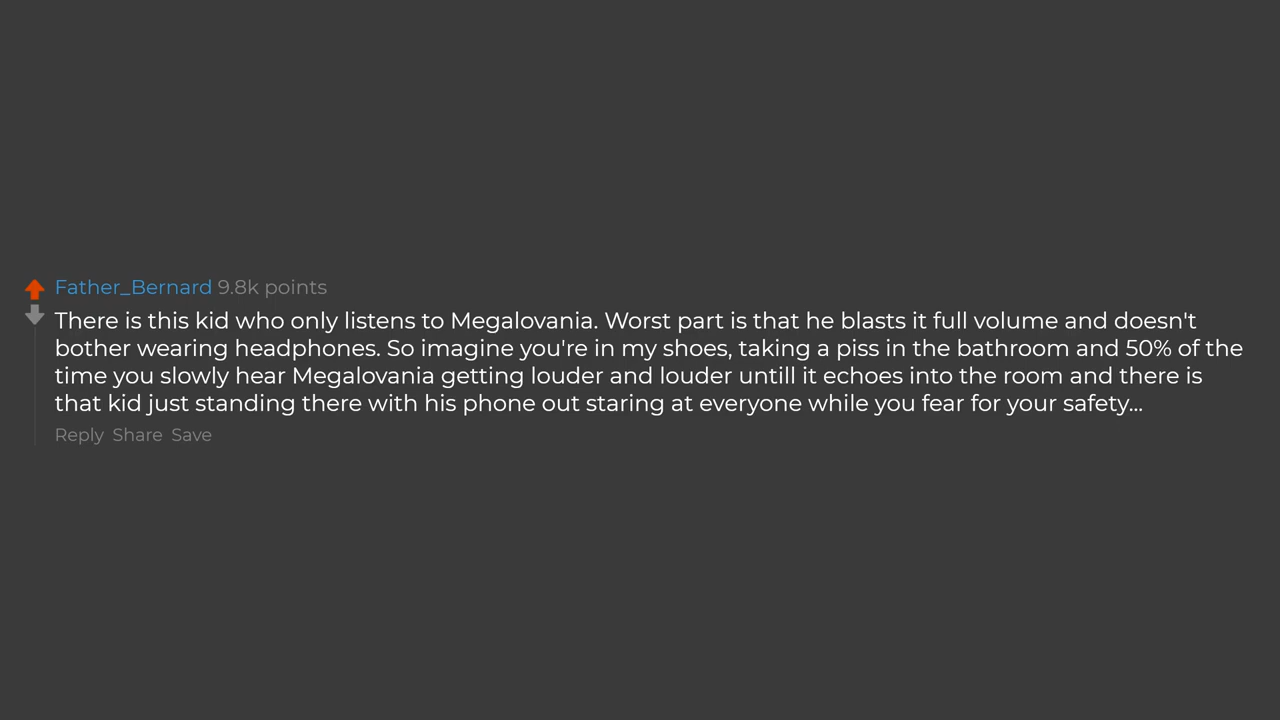 Father_Bernard 9.8k points
There is this kid who only listens to Megalovania. Worst part is that he blasts it full volume and doesn't
bother wearing headphones. So imagine you're in my shoes, taking a piss in the bathroom and 50% of the
time you slowly hear Megalovania getting louder and louder untill it echoes into the room and there is
that kid just standing there with his phone out staring at everyone while you fear for your safety...
Reply Share Save